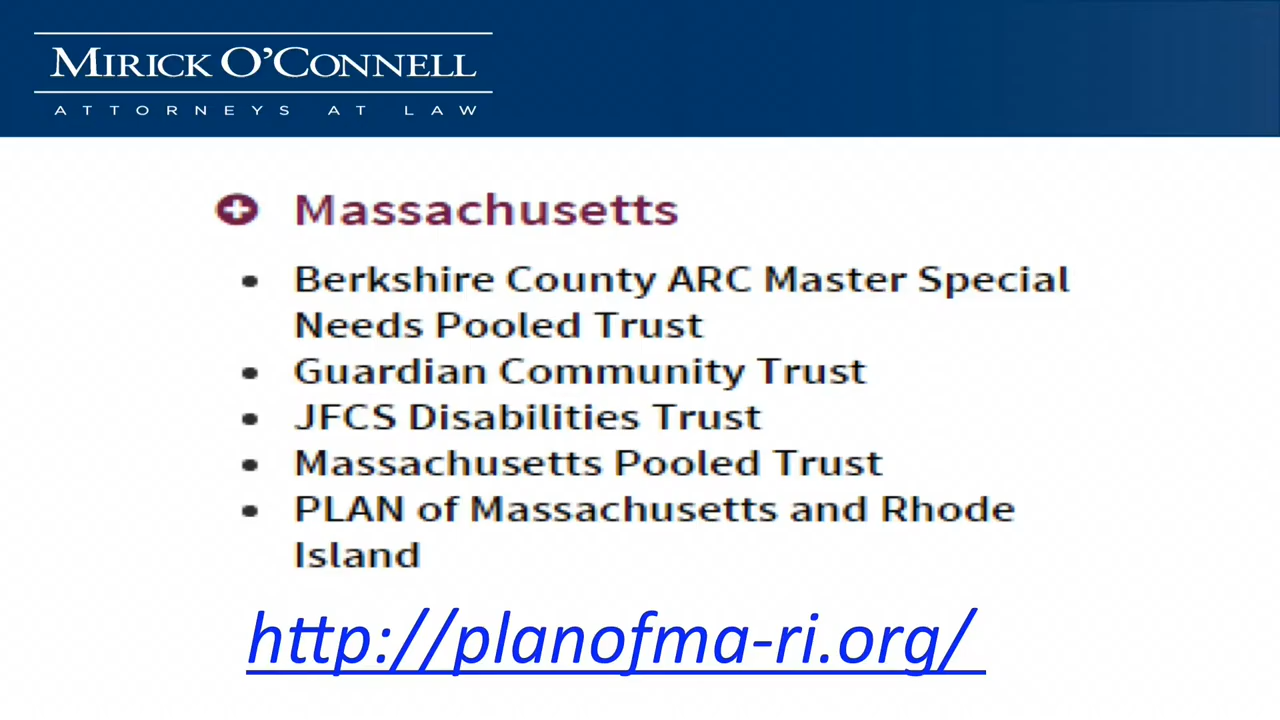 MIRICK O'CONNELL
ATTORNEYS AT LAW
Massachusetts
• Berkshire County ARC Master Special
Needs Pooled Trust
• Guardian Community Trust
• JFCS Disabilities Trust
• Massachusetts Pooled Trust
• PLAN of Massachusetts and Rhode
Island
http://planofma-ri.org/